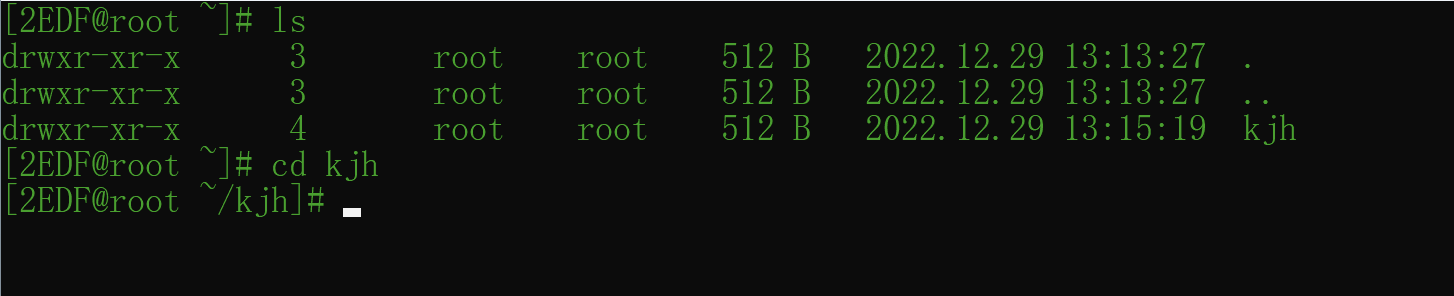 [2EDF@root ~]# ls
drwxr-xr-x      3       root    root    512 B   2022.12.29 13:13:27  .
drwxr-xr-x      3       root    root    512 B   2022.12.29 13:13:27  ..
drwxr-xr-x      4       root    root    512 B   2022.12.29 13:15:19  kjh
[2EDF@root ~]# cd kjh
[2EDF@root ~/kjh]#